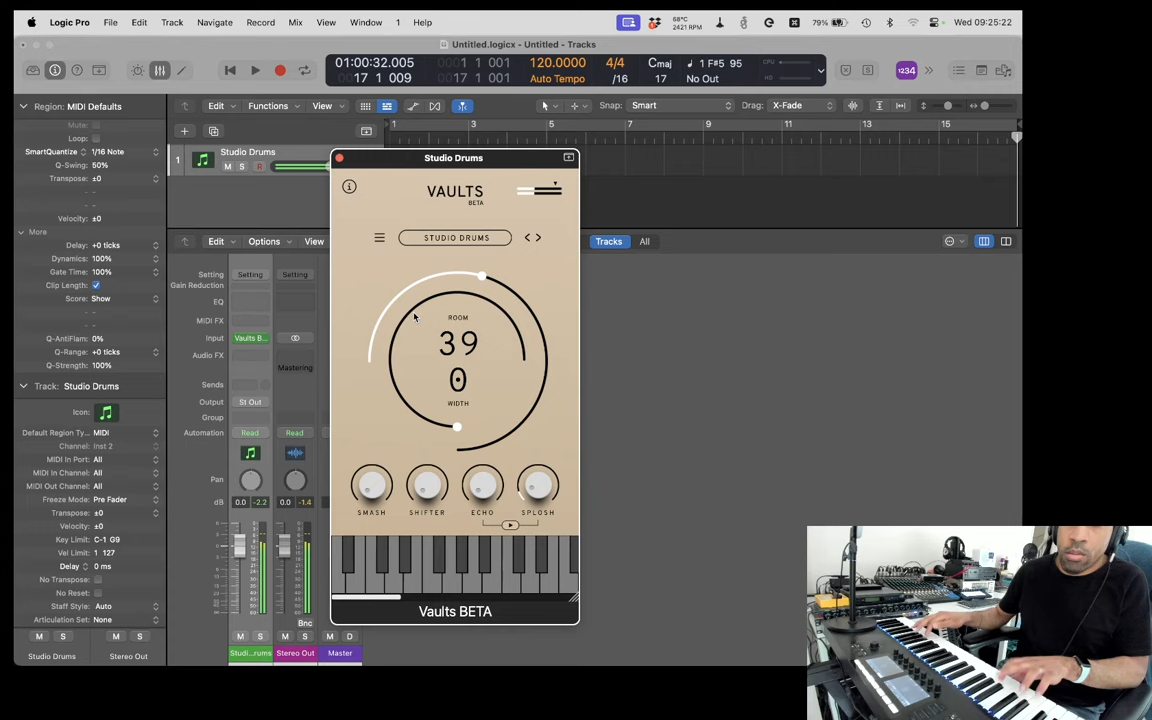 Logic Pro File Edit Track Navigate Record Mix View Window 1 Help 68°C 2421 RPM 79% Wed 09:25:22
Untitled.logicx - Untitled - Tracks
01:00:32.005 1 1 001 120.0000 4/4 Cmaj 1 F#5 95 CPU
17 1 009 17 1 001 Auto Tempo /16 17 No Out HD
1234
Region: MIDI Defaults Edit Functions View Snap: Smart Drag: X-Fade
Mute:
Loop:
SmartQuantize 1/16 Note
Q-Swing: 50%
Transpose: ±0
Velocity: ±0
More
Delay: +0 ticks
Dynamics: 100%
Gate Time: 100%
Clip Length:
Score: Show
Q-AntiFlam: 0%
Q-Range: +0 ticks
Q-Strength: 100%
Track: Studio Drums
Icon:
Default Region Ty... MIDI
Channel: Inst 2
MIDI In Port: All
MIDI In Channel: All
MIDI Out Channel: All
Freeze Mode: Pre Fader
Transpose: ±0
Velocity: ±0
Key Limit: C-1 G9
Vel Limit: 1 127
Delay 0 ms
No Transpose:
No Reset:
Staff Style: Auto
Articulation Set: None
M S M S
Studio Drums Stereo Out
1 3 5 7 9 11 13 15
1 Studio Drums
M S R
Edit Options View Tracks All
Setting Setting Setting
Gain Reduction
EQ
MIDI FX
Input Vaults B...
Audio FX
Mastering
Sends
Output St Out
Group
Automation Read Read
Pan
dB 0.0 -2.2 0.0 -1.4
Bnc
M S M S M D
Studi...rums Stereo Out Master
Studio Drums
VAULTS
BETA
STUDIO DRUMS
ROOM
39
0
WIDTH
SMASH SHIFTER ECHO SPLOSH
Vaults BETA